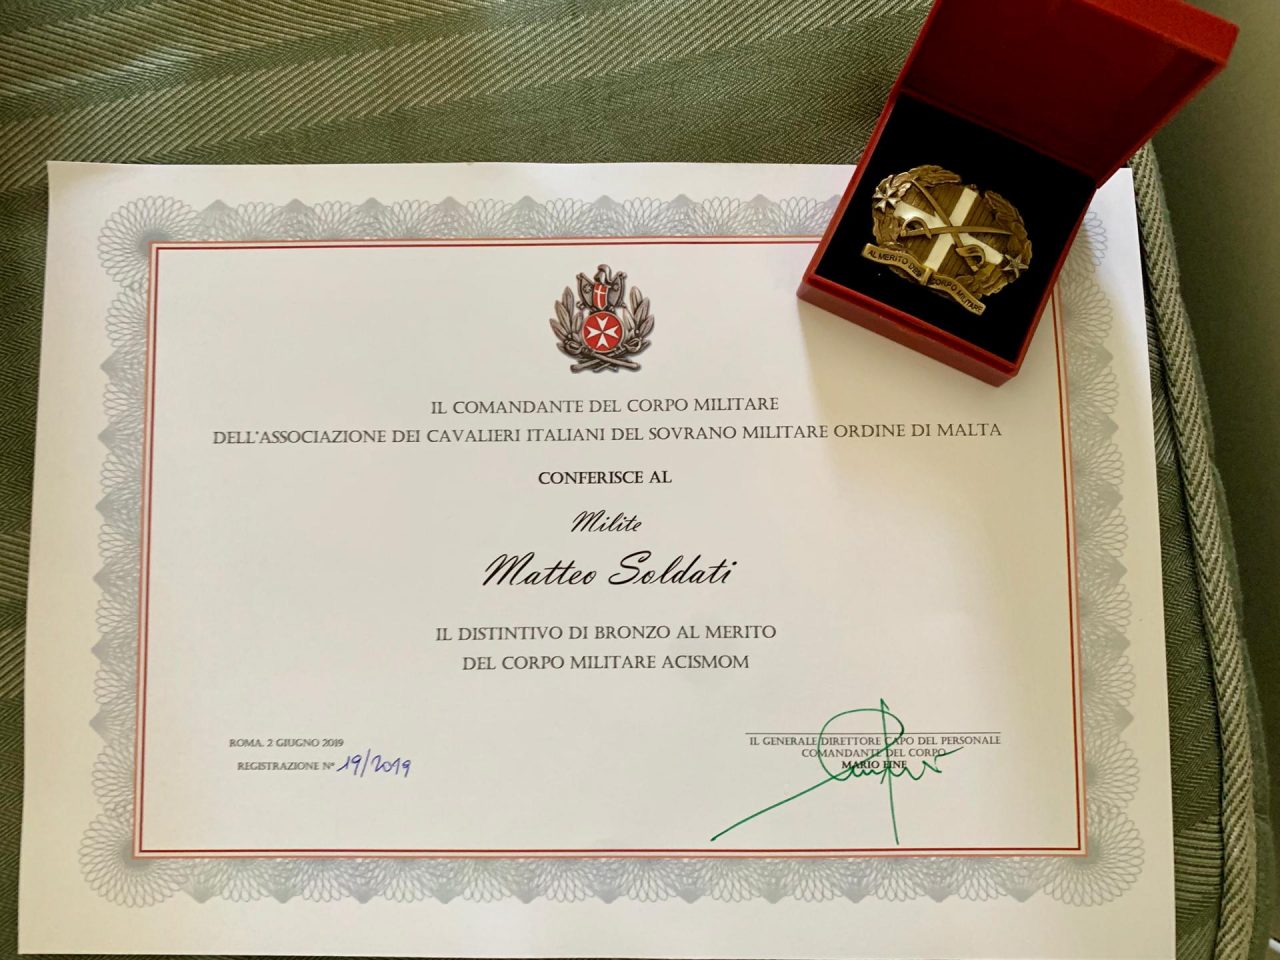 AL MERITO DEL CORPO MILITARE
IL COMANDANTE DEL CORPO MILITARE
DELL'ASSOCIAZIONE DEI CAVALIERI ITALIANI DEL SOVRANO MILITARE ORDINE DI MALTA
CONFERISCE AL
Milite
Matteo Soldati
IL DISTINTIVO DI BRONZO AL MERITO
DEL CORPO MILITARE ACISMOM
ROMA, 2 GIUGNO 2019
REGISTRAZIONE N° 19/2019
IL GENERALE DIRETTORE CAPO DEL PERSONALE
COMANDANTE DEL CORPO
MARIO FINE